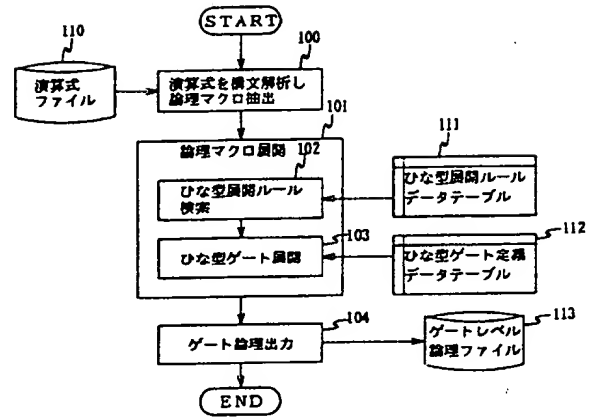 START
110
100
演算式
ファイル
演算式を構文解析し
論理マクロ抽出
101
論理マクロ展開
102
111
ひな型展開ルール
検索
ひな型展開ルール
データテーブル
103
112
ひな型ゲート展開
ひな型ゲート定義
データテーブル
104
113
ゲート論理出力
ゲートレベル
論理ファイル
END